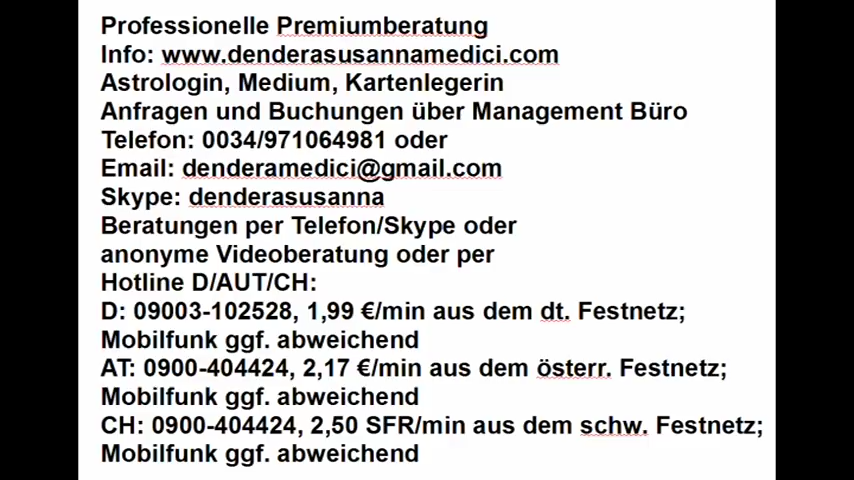 Professionelle Premiumberatung
Info: www.denderasusannamedici.com
Astrologin, Medium, Kartenlegerin
Anfragen und Buchungen über Management Büro
Telefon: 0034/971064981 oder
Email: denderamedici@gmail.com
Skype: denderasusanna
Beratungen per Telefon/Skype oder
anonyme Videoberatung oder per
Hotline D/AUT/CH:
D: 09003-102528, 1,99 €/min aus dem dt. Festnetz;
Mobilfunk ggf. abweichend
AT: 0900-404424, 2,17 €/min aus dem österr. Festnetz;
Mobilfunk ggf. abweichend
CH: 0900-404424, 2,50 SFR/min aus dem schw. Festnetz;
Mobilfunk ggf. abweichend